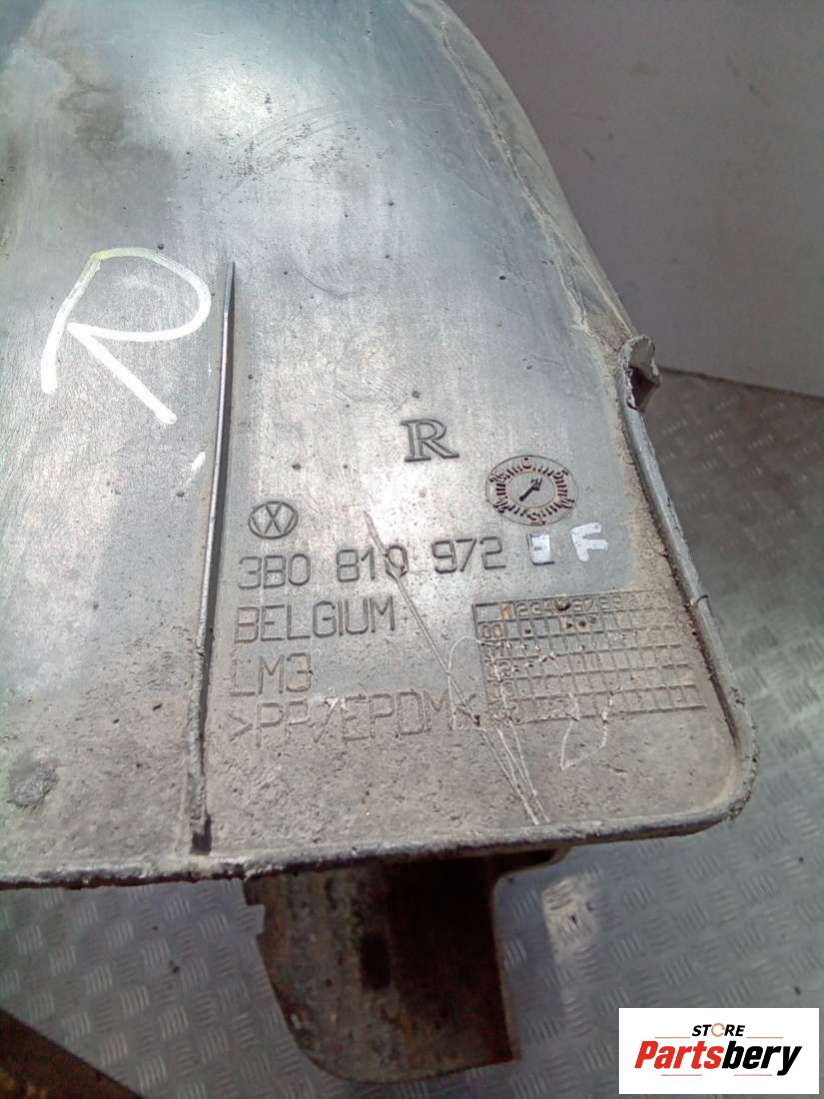 R
R
3B0 810 972 F
BELGIUM
LM3
>PP/EPDM<
STORE
Partsbery